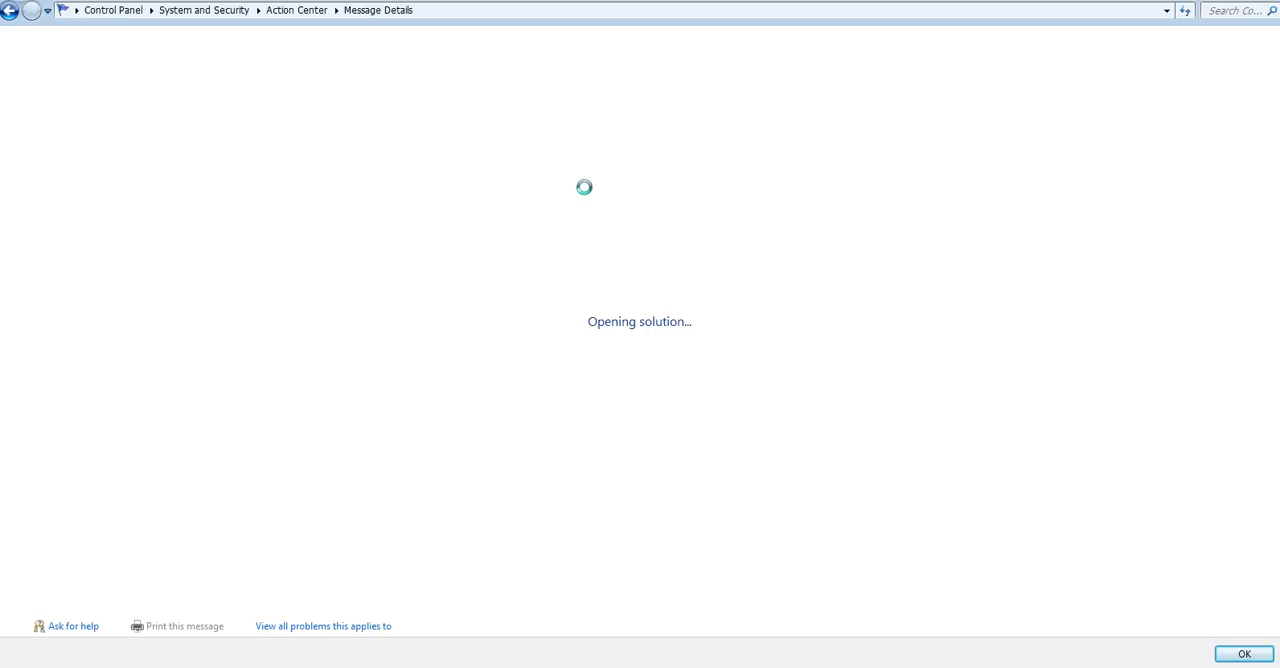 Control Panel System and Security Action Center Message Details Search Co...
Opening solution...
Ask for help Print this message View all problems this applies to
OK